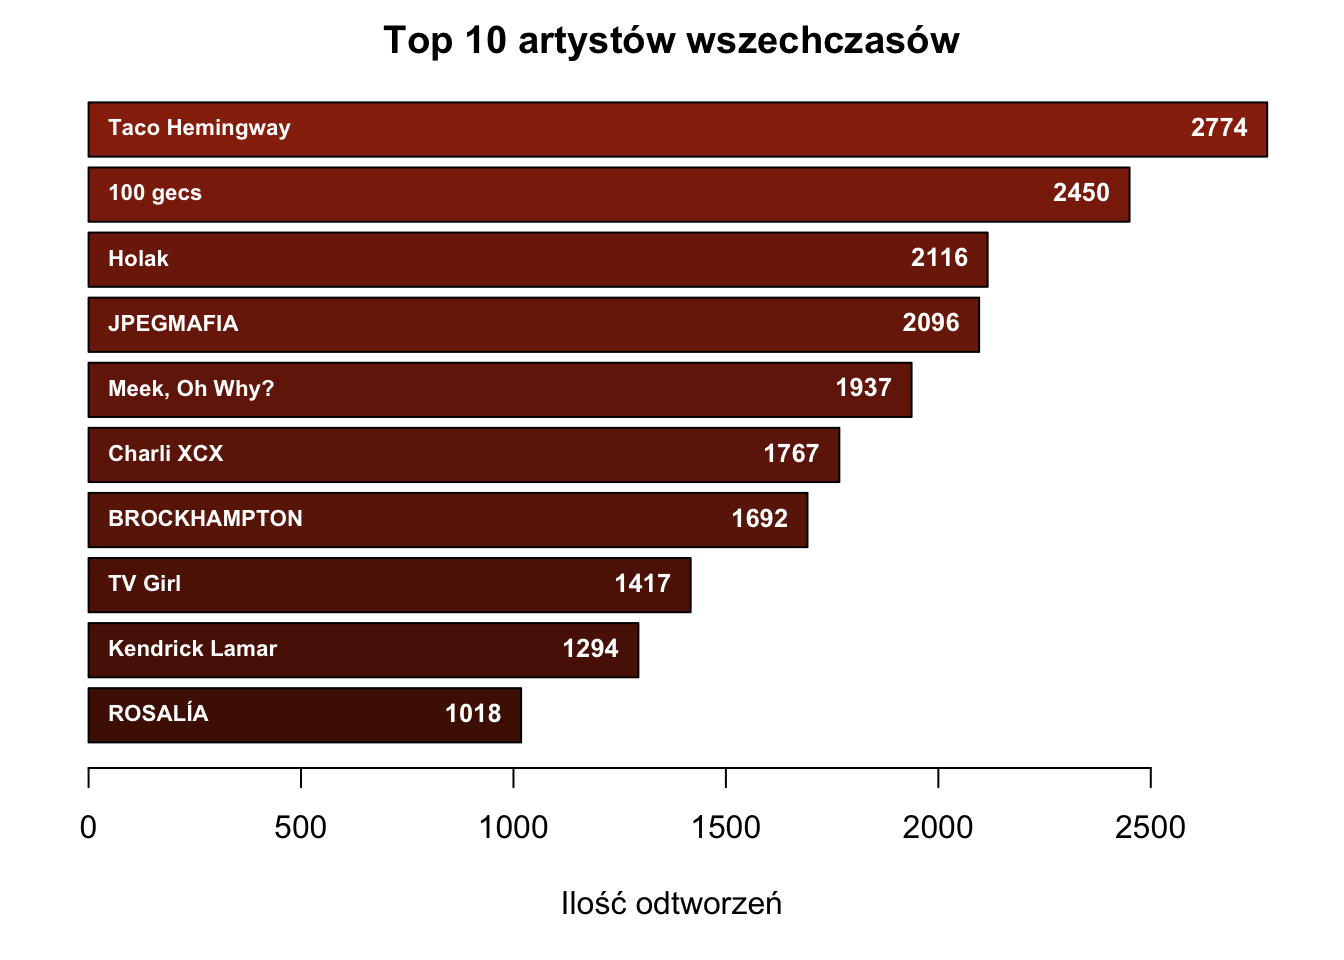 Top 10 artystów wszechczasów
Taco Hemingway 2774
100 gecs 2450
Holak 2116
JPEGMAFIA 2096
Meek, Oh Why? 1937
Charli XCX 1767
BROCKHAMPTON 1692
TV Girl 1417
Kendrick Lamar 1294
ROSALÍA 1018
0 500 1000 1500 2000 2500
Ilość odtworzeń